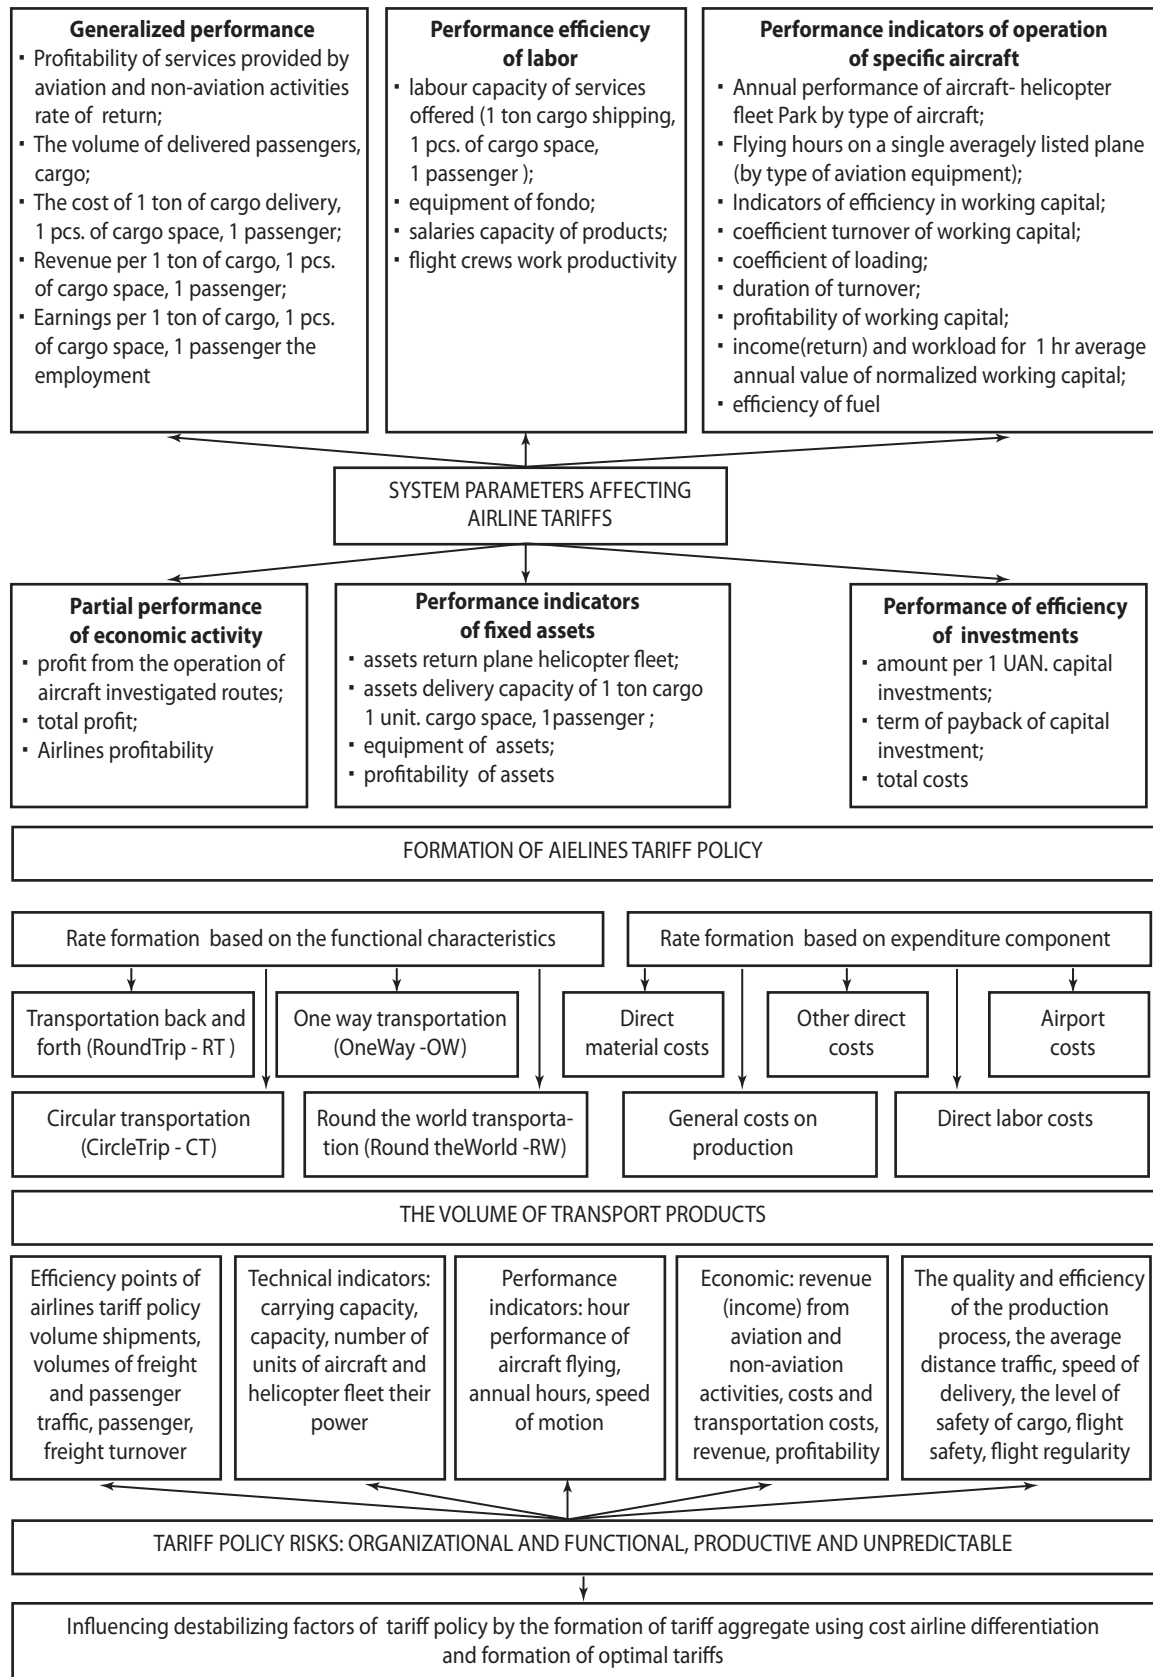 Generalized performance
▪ Profitability of services provided by
aviation and non-aviation activities
rate of return;
▪ The volume of delivered passengers,
cargo;
▪ The cost of 1 ton of cargo delivery,
1 pcs. of cargo space, 1 passenger;
▪ Revenue per 1 ton of cargo, 1 pcs.
of cargo space, 1 passenger;
▪ Earnings per 1 ton of cargo, 1 pcs.
of cargo space, 1 passenger the
employment
Performance efficiency
of labor
▪ labour capacity of services
offered (1 ton cargo shipping,
1 pcs. of cargo space,
1 passenger );
▪ equipment of fondo;
▪ salaries capacity of products;
▪ flight crews work productivity
Performance indicators of operation
of specific aircraft
▪ Annual performance of aircraft- helicopter
fleet Park by type of aircraft;
▪ Flying hours on a single averagely listed plane
(by type of aviation equipment);
▪ Indicators of efficiency in working capital;
▪ coefficient turnover of working capital;
▪ coefficient of loading;
▪ duration of turnover;
▪ profitability of working capital;
▪ income(return) and workload for 1 hr average
annual value of normalized working capital;
▪ efficiency of fuel
SYSTEM PARAMETERS AFFECTING
AIRLINE TARIFFS
Partial performance
of economic activity
▪ profit from the operation of
aircraft investigated routes;
▪ total profit;
▪ Airlines profitability
Performance indicators
of fixed assets
▪ assets return plane helicopter fleet;
▪ assets delivery capacity of 1 ton cargo
1 unit. cargo space, 1passenger ;
▪ equipment of assets;
▪ profitability of assets
Performance of efficiency
of investments
▪ amount per 1 UAN. capital
investments;
▪ term of payback of capital
investment;
▪ total costs
FORMATION OF AIELINES TARIFF POLICY
Rate formation based on the functional characteristics
Rate formation based on expenditure component
Transportation back and
forth (RoundTrip - RT )
One way transportation
(OneWay -OW)
Direct
material costs
Other direct
costs
Airport
costs
Circular transportation
(CircleTrip - CT)
Round the world transporta-
tion (Round theWorld -RW)
General costs on
production
Direct labor costs
THE VOLUME OF TRANSPORT PRODUCTS
Efficiency points of
airlines tariff policy
volume shipments,
volumes of freight
and passenger
traffic, passenger,
freight turnover
Technical indicators:
carrying capacity,
capacity, number of
units of aircraft and
helicopter fleet their
power
Performance
indicators: hour
performance of
aircraft flying,
annual hours, speed
of motion
Economic: revenue
(income) from
aviation and
non-aviation
activities, costs and
transportation costs,
revenue, profitability
The quality and efficiency
of the production
process, the average
distance traffic, speed of
delivery, the level of
safety of cargo, flight
safety, flight regularity
TARIFF POLICY RISKS: ORGANIZATIONAL AND FUNCTIONAL, PRODUCTIVE AND UNPREDICTABLE
Influencing destabilizing factors of tariff policy by the formation of tariff aggregate using cost airline differentiation
and formation of optimal tariffs